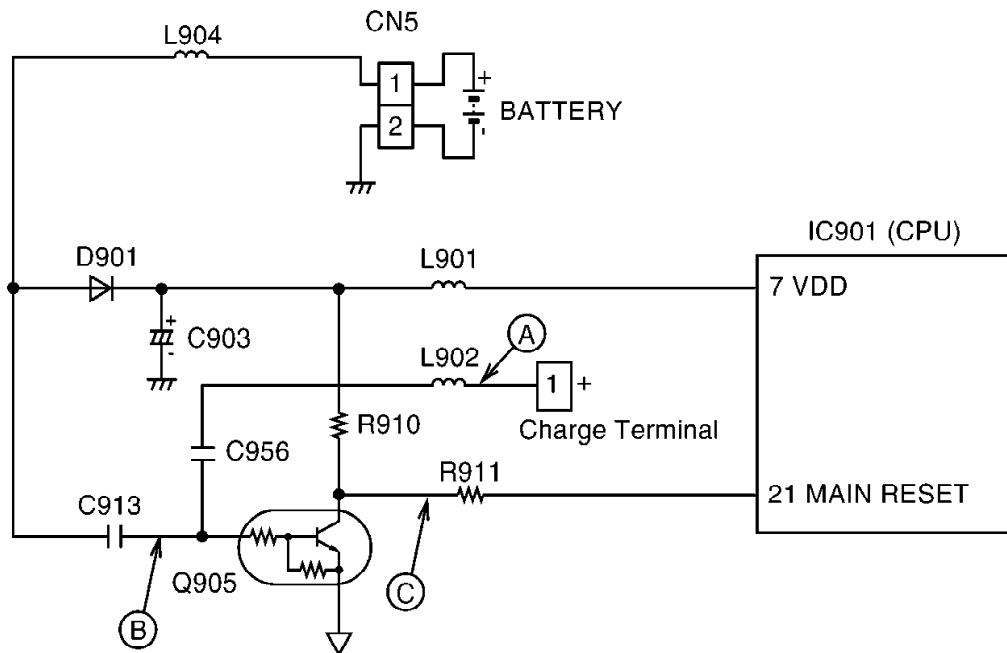 L904
CN5
1
+
BATTERY
2
-
IC901 (CPU)
D901
L901
7 VDD
+
C903
-
A
L902
1
+
R910
Charge Terminal
C956
R911
C913
21 MAIN RESET
Q905
C
B